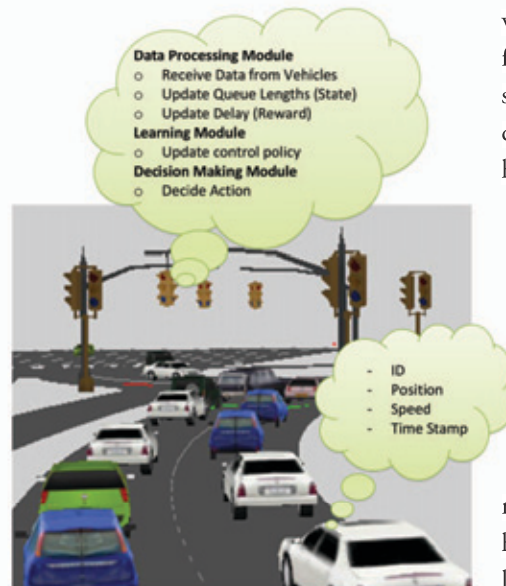 Data Processing Module
o Receive Data from Vehicles
o Update Queue Lengths (State)
o Update Delay (Reward)
Learning Module
o Update control policy
Decision Making Module
o Decide Action
- ID
- Position
- Speed
- Time Stamp